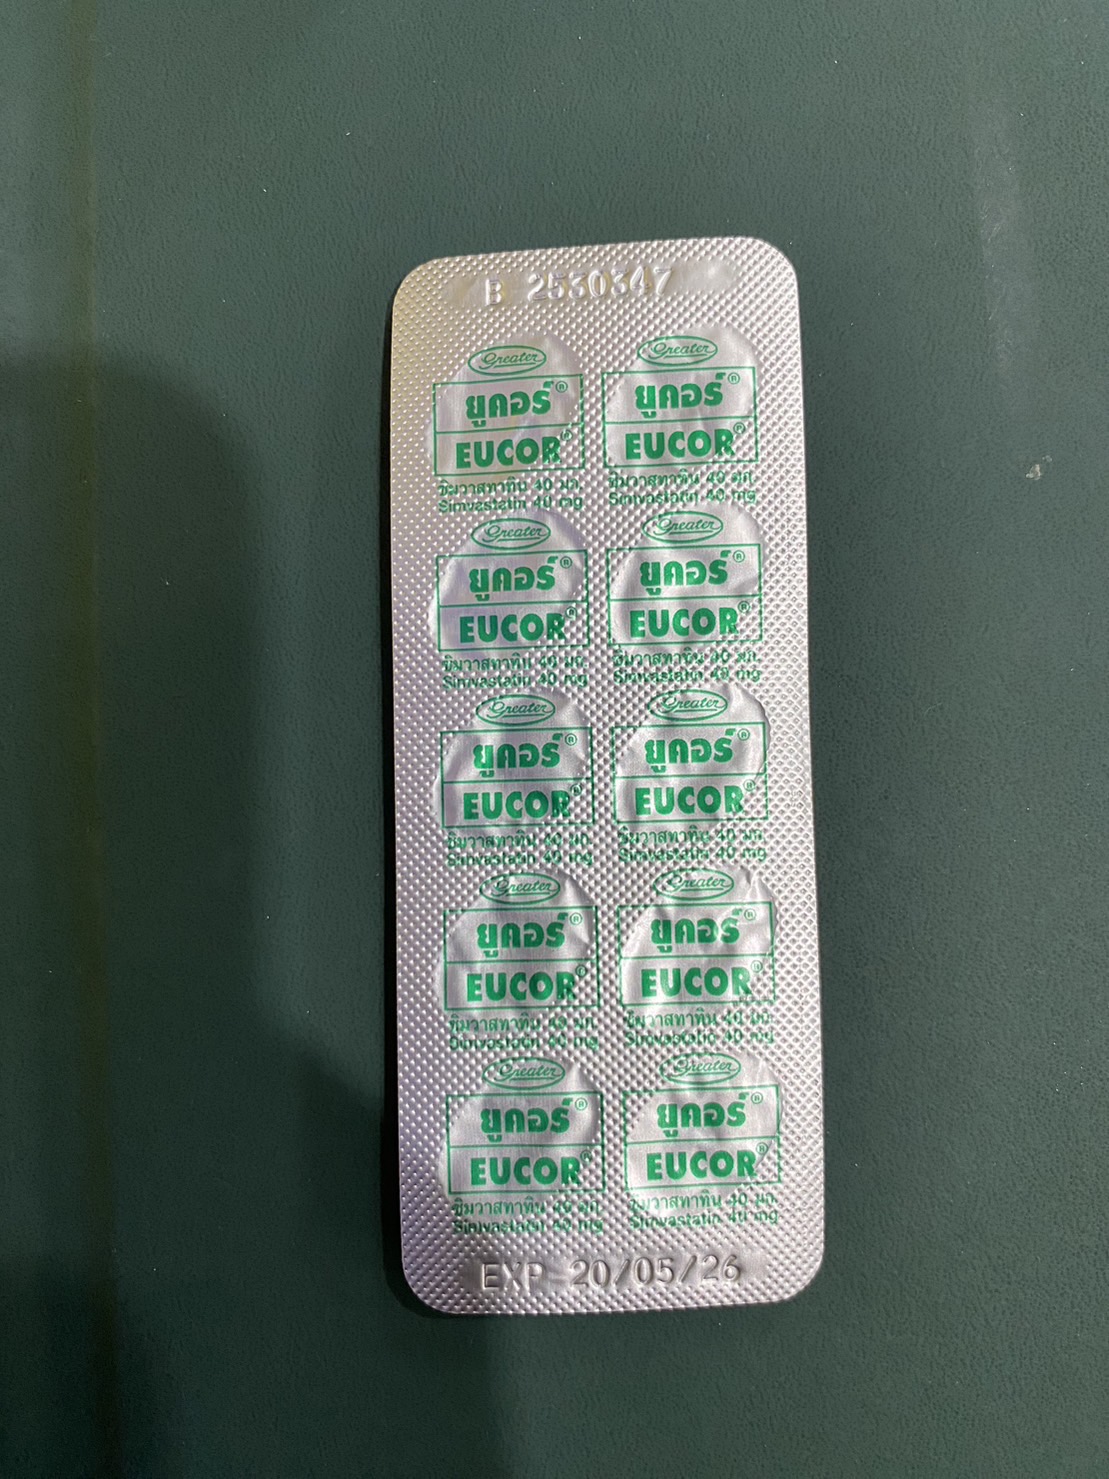 B 2530347
Greater Greater
ยูคอร์® ยูคอร์®
EUCOR® EUCOR®
ซิมวาสทาทิน 40 มก. ซิมวาสทาทิน 40 มก.
Simvastatin 40 mg Simvastatin 40 mg
Greater Greater
ยูคอร์® ยูคอร์®
EUCOR® EUCOR®
ซิมวาสทาทิน 40 มก. ซิมวาสทาทิน 40 มก.
Simvastatin 40 mg Simvastatin 40 mg
Greater Greater
ยูคอร์® ยูคอร์®
EUCOR® EUCOR®
ซิมวาสทาทิน 40 มก. ซิมวาสทาทิน 40 มก.
Simvastatin 40 mg Simvastatin 40 mg
Greater Greater
ยูคอร์® ยูคอร์®
EUCOR® EUCOR®
ซิมวาสทาทิน 40 มก. ซิมวาสทาทิน 40 มก.
Simvastatin 40 mg Simvastatin 40 mg
Greater Greater
ยูคอร์® ยูคอร์®
EUCOR® EUCOR®
ซิมวาสทาทิน 40 มก. ซิมวาสทาทิน 40 มก.
Simvastatin 40 mg Simvastatin 40 mg
EXP 20/05/26